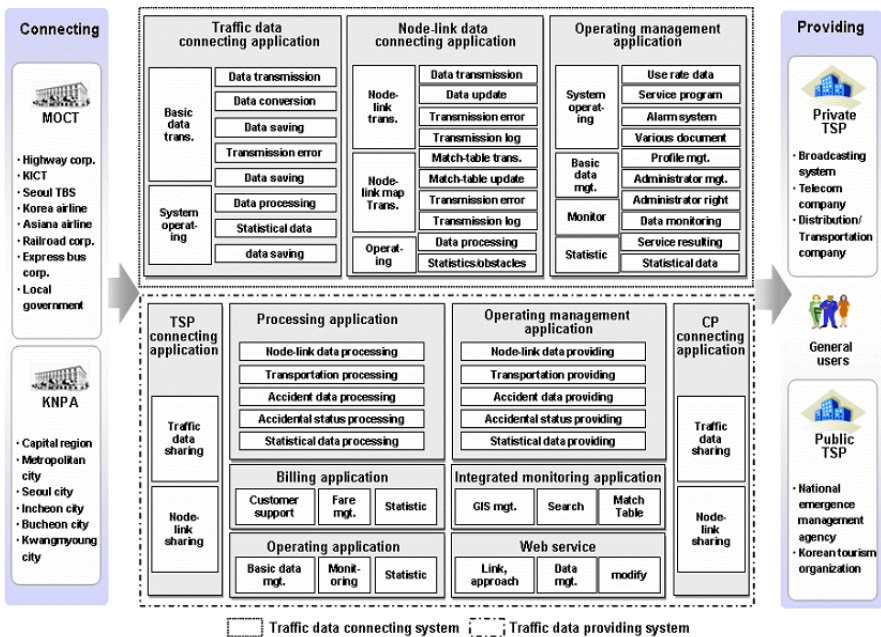 Connecting
MOCT
· Highway corp.
· KICT
· Seoul TBS
· Korea airline
· Asiana airline
· Railroad corp.
· Express bus
corp.
· Local
government
KNPA
· Capital region
· Metropolitan
city
· Seoul city
· Incheon city
· Bucheon city
· Kwangmyoung
city
Traffic data
connecting application
Basic
data
trans.
Data transmission
Data conversion
Data saving
Transmission error
Data saving
System
operat-
ing
Data processing
Statistical data
data saving
Node-link data
connecting application
Node-
link
trans.
Data transmission
Data update
Transmission error
Transmission log
Node-
link map
Trans.
Match-table trans.
Match-table update
Transmission error
Transmission log
Operat-
ing
Data processing
Statistics/obstacles
Operating management
application
System
operat-
ing
Use rate data
Service program
Alarm system
Various document
Basic
data
mgt.
Profile mgt.
Administrator mgt.
Monitor
Administrator right
Data monitoring
Statistic
Service resulting
Statistical data
TSP
connecting
application
Traffic
data
sharing
Node-
link
sharing
Processing application
Node-link data processing
Transportation processing
Accident data processing
Accidental status processing
Statistical data processing
Operating management
application
Node-link data providing
Transportation providing
Accident data providing
Accidental status providing
Statistical data providing
Billing application
Customer
support
Fare
mgt.
Statistic
Integrated monitoring application
GIS mgt.
Search
Match
Table
Operating application
Basic data
mgt.
Monit-
oring
Statistic
Web service
Link,
approach
Data
mgt.
modify
CP
connecting
application
Traffic
data
sharing
Node-
link
sharing
Providing
Private
TSP
· Broadcasting
system
· Telecom
company
· Distribution/
Transportation
company
General
users
Public
TSP
· National
emergence
management
agency
· Korean tourism
organization
Traffic data connecting system
Traffic data providing system